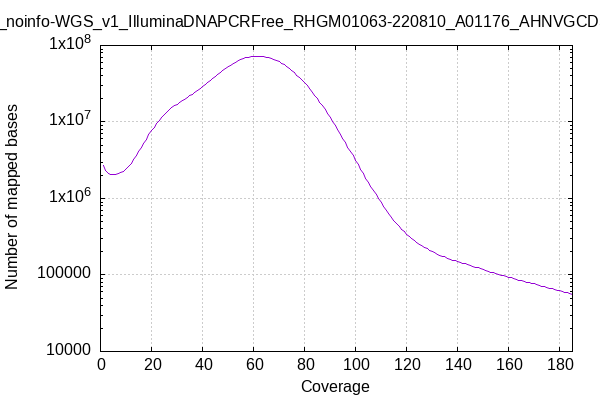 _noinfo-WGS_v1_IlluminaDNAPCRFree_RHGM01063-220810_A01176_AHNVGCD
1x10^8
1x10^7
1x10^6
100000
10000
Number of mapped bases
0 20 40 60 80 100 120 140 160 180
Coverage